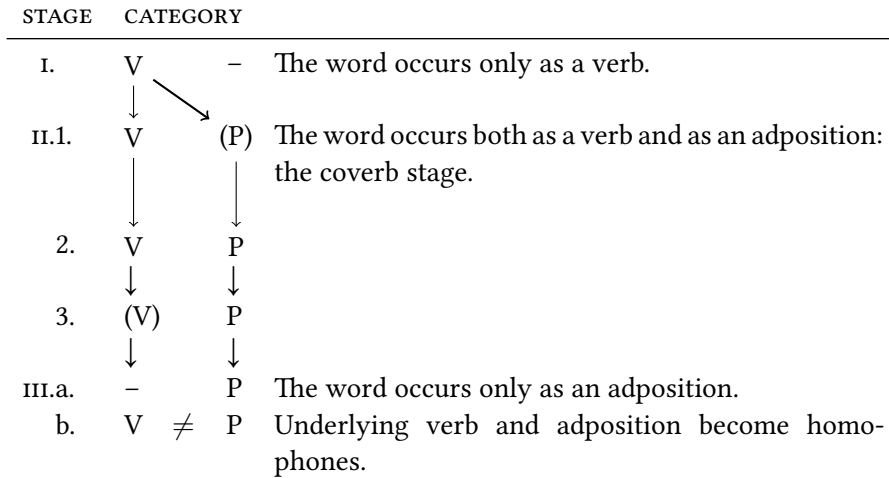 STAGE CATEGORY
I. V – The word occurs only as a verb.
II.1. V (P) The word occurs both as a verb and as an adposition:
the coverb stage.
2. V P
3. (V) P
III.a. – P The word occurs only as an adposition.
b. V ≠ P Underlying verb and adposition become homo-
phones.